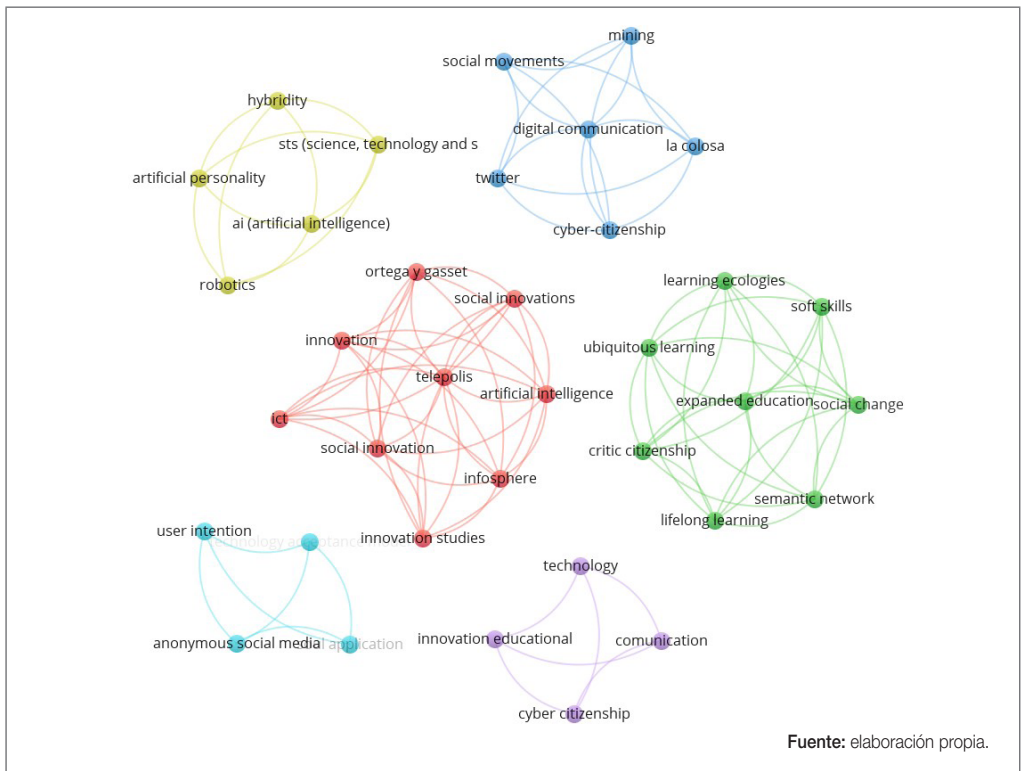 mining
social movements
hybridity
digital communication
sts (science, technology and s
la colosa
artificial personality
twitter
ai (artificial intelligence)
cyber-citizenship
robotics
ortega y gasset
learning ecologies
social innovations
soft skills
innovation
ubiquitous learning
telepolis
artificial intelligence
expanded education
social change
ict
social innovation
critic citizenship
infosphere
semantic network
lifelong learning
user intention
innovation studies
technology
anonymous social media
application
innovation educational
comunication
cyber citizenship
Fuente: elaboración propia.